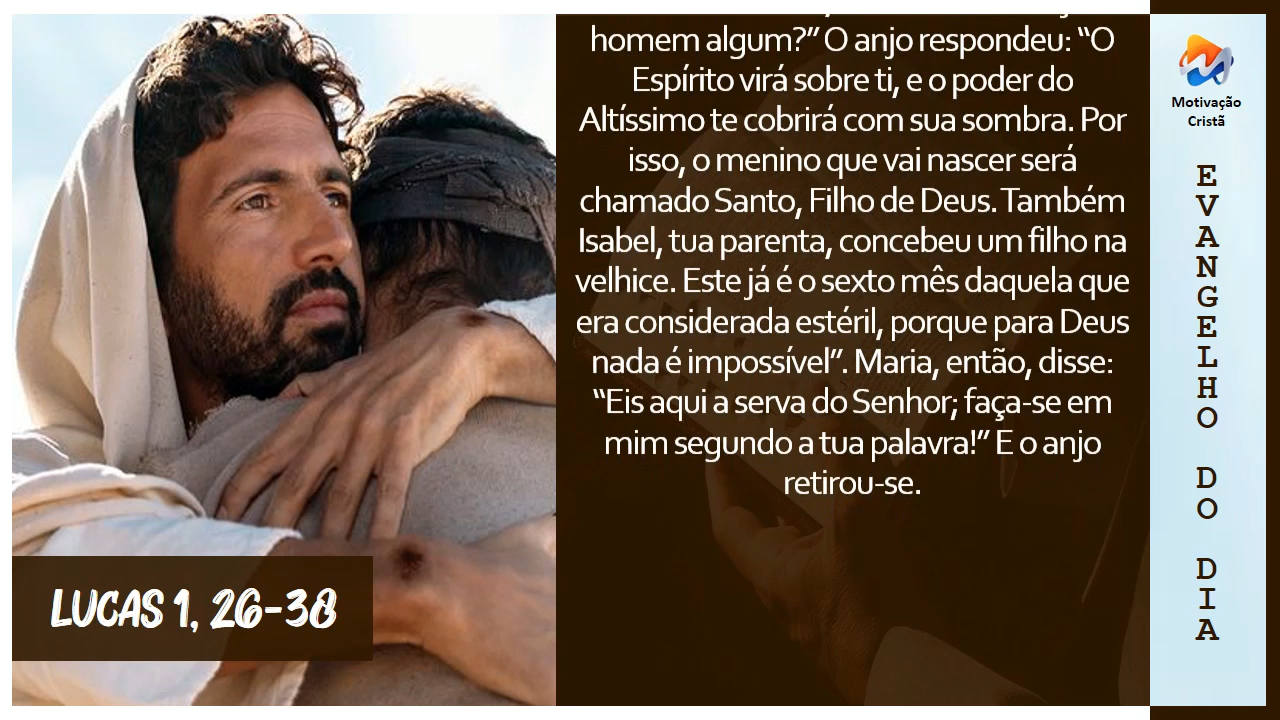 homem algum?” O anjo respondeu: “O
Espírito virá sobre ti, e o poder do
Altíssimo te cobrirá com sua sombra. Por
isso, o menino que vai nascer será
chamado Santo, Filho de Deus. Também
Isabel, tua parenta, concebeu um filho na
velhice. Este já é o sexto mês daquela que
era considerada estéril, porque para Deus
nada é impossível”. Maria, então, disse:
“Eis aqui a serva do Senhor; faça-se em
mim segundo a tua palavra!” E o anjo
retirou-se.
LUCAS 1, 26-38
Motivação
Cristã
EVANGELHO DO DIA